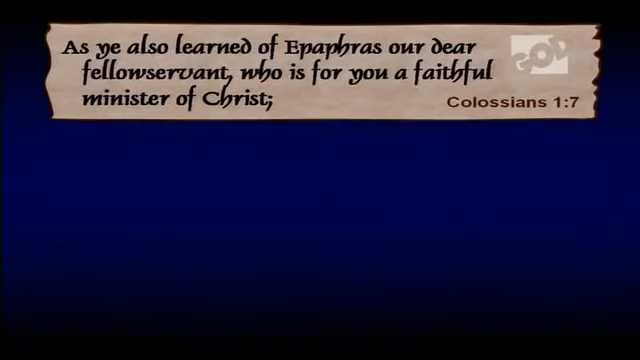 As ye also learned of Epaphras our dear
fellowservant, who is for you a faithful
minister of Christ;
Colossians 1:7
GOD